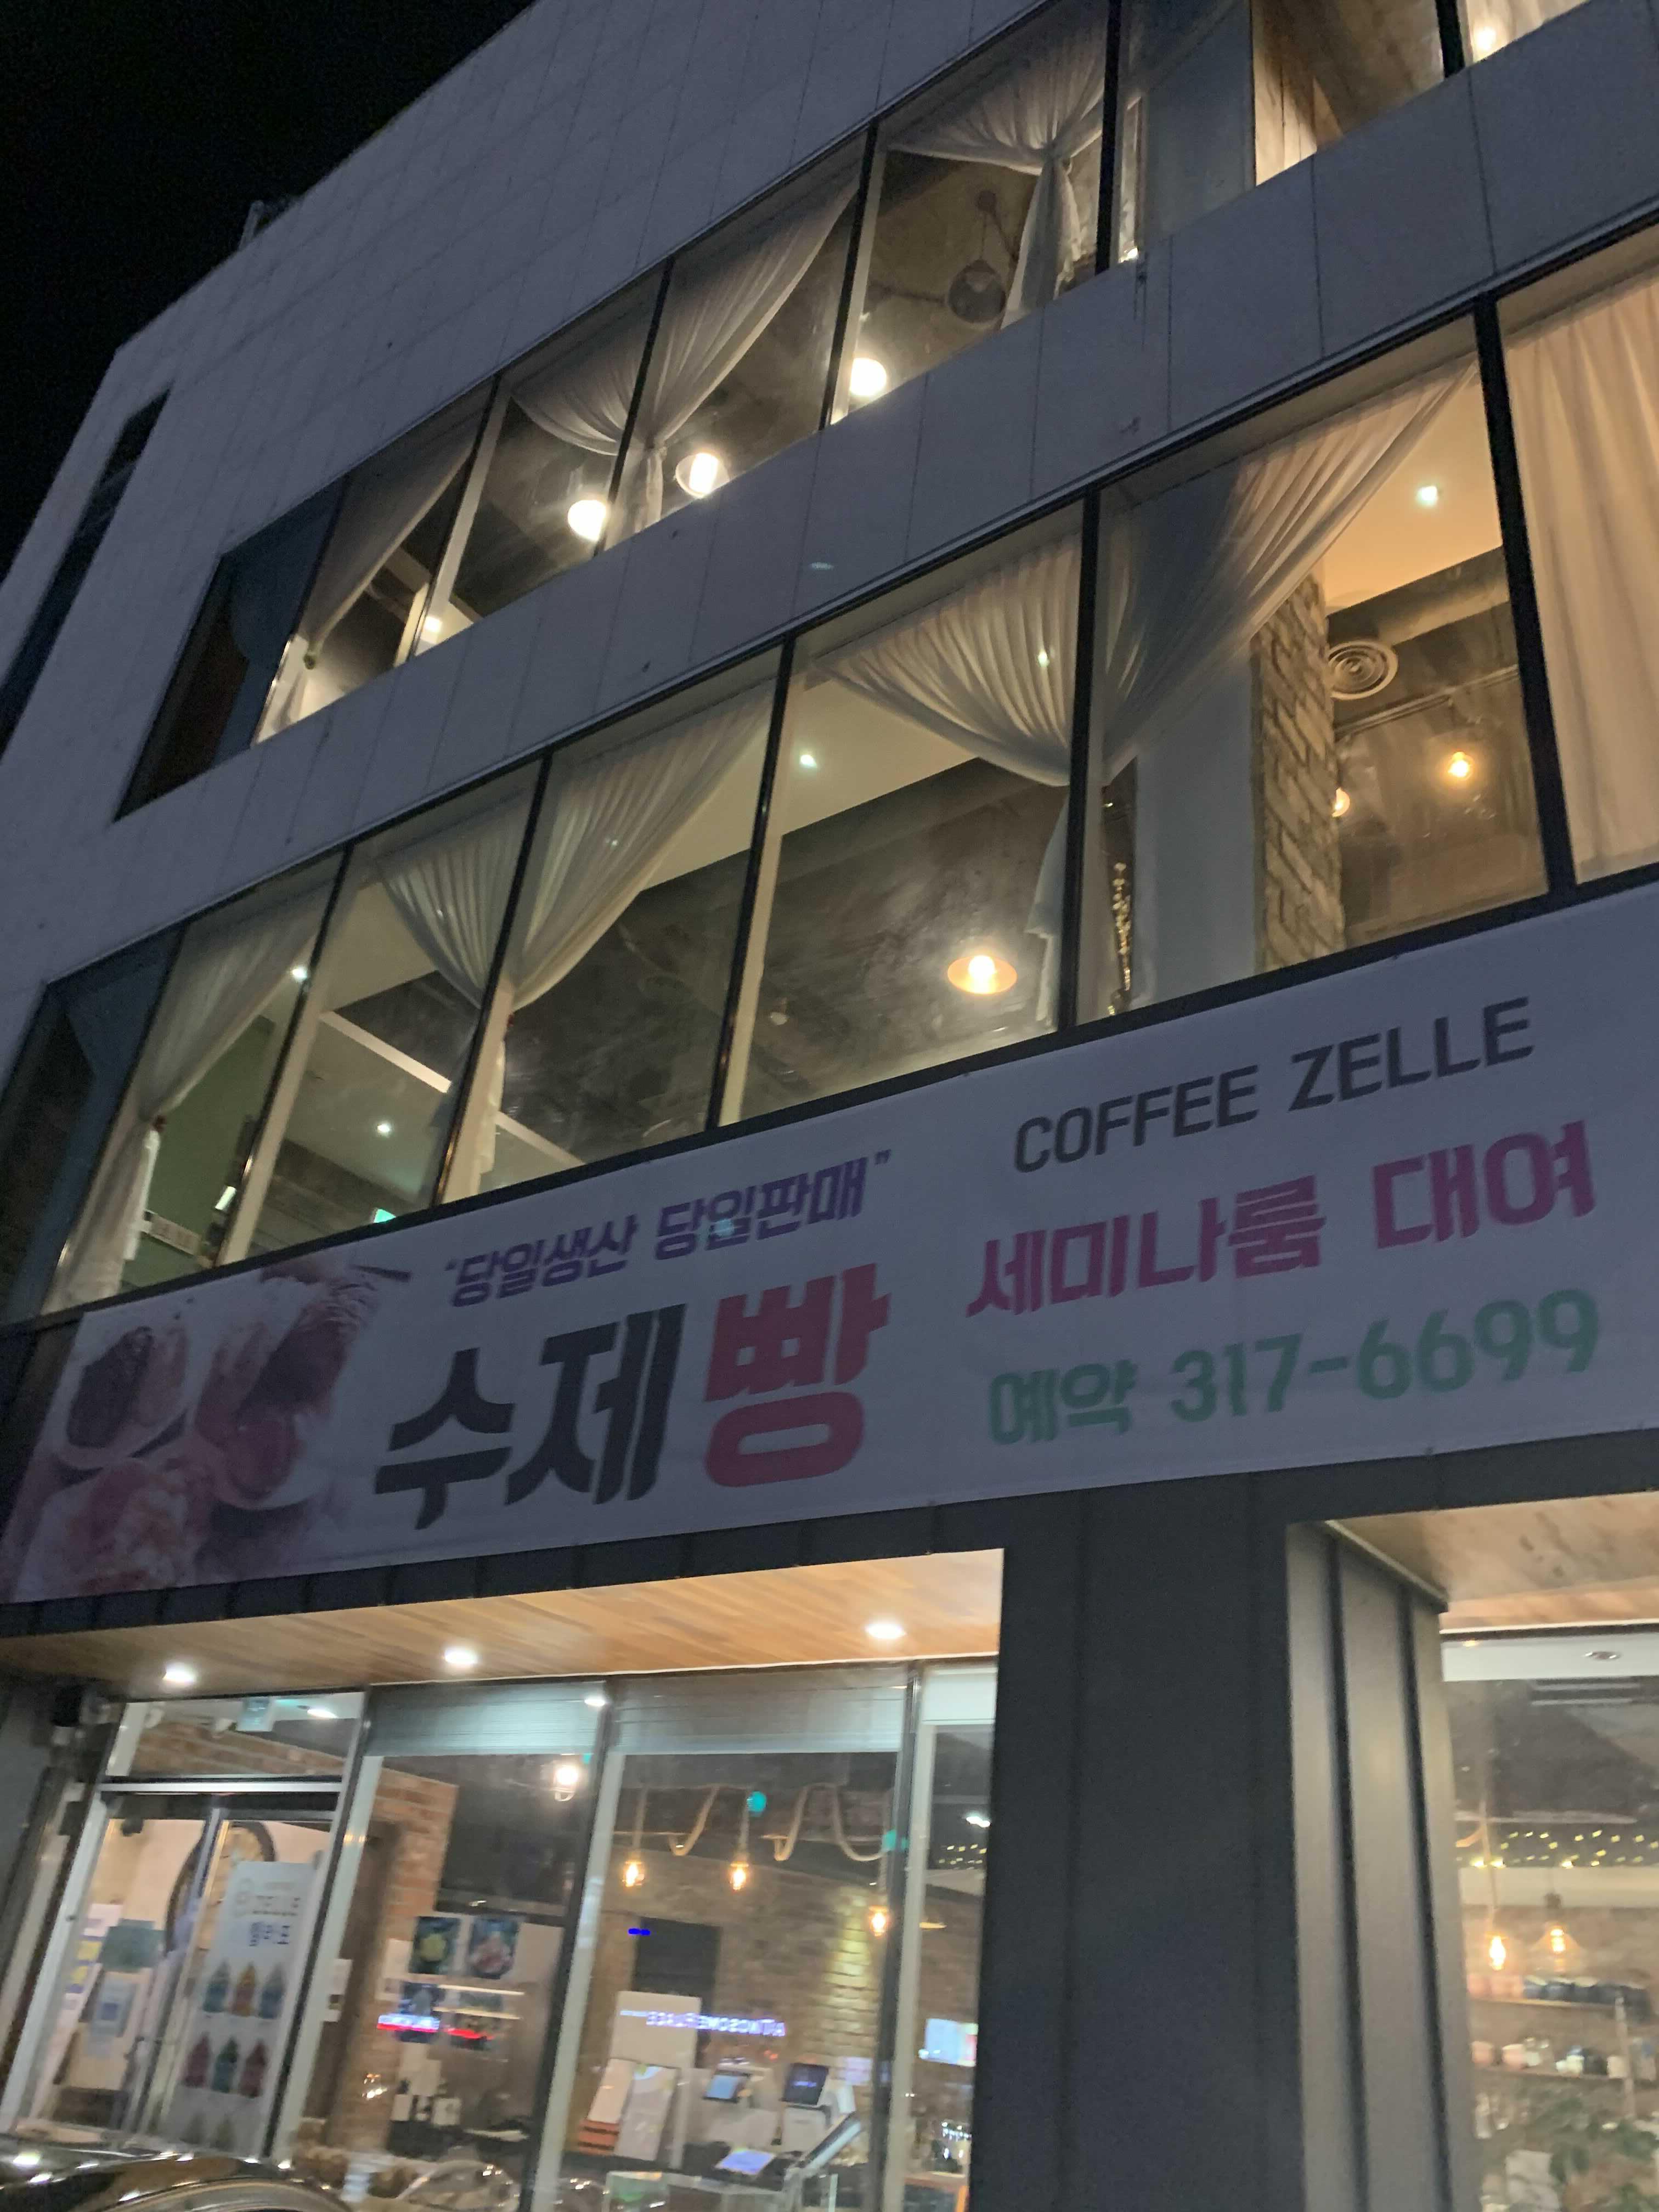 “당일생산 당일판매”
수제빵
COFFEE ZELLE
세미나룸 대여
예약 317-6699
ZELLE